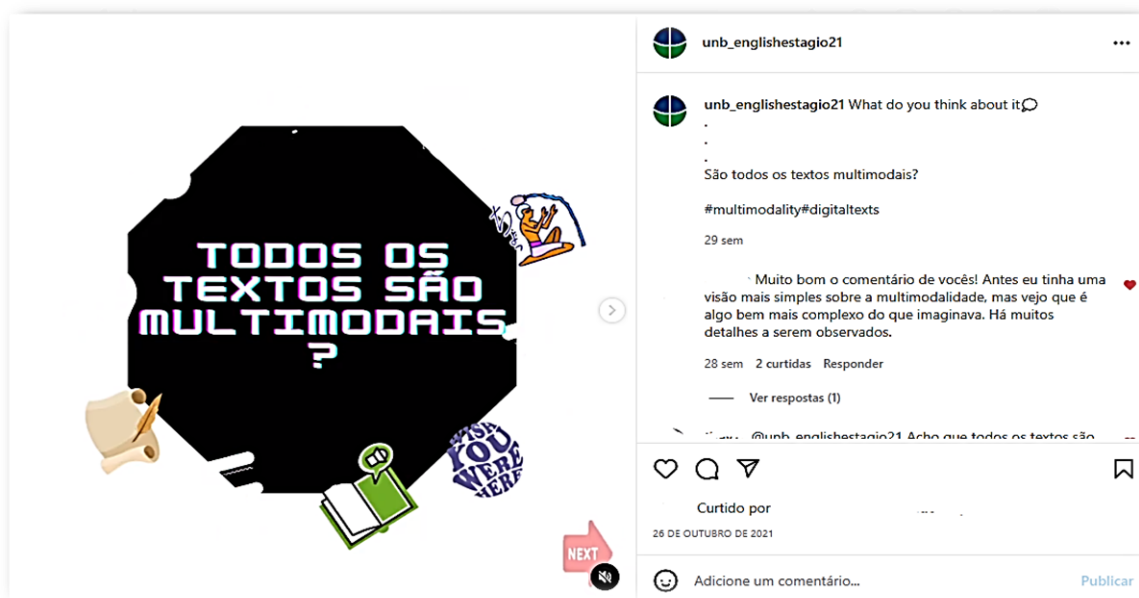 TODOS OS
TEXTOS SÃO
MULTIMODAIS
?
WISH
YOU
WERE
HERE
NEXT
unb_englishestagio21
unb_englishestagio21 What do you think about it
.
.
.
São todos os textos multimodais?
#multimodality#digitaltexts
29 sem
Muito bom o comentário de vocês! Antes eu tinha uma
visão mais simples sobre a multimodalidade, mas vejo que é
algo bem mais complexo do que imaginava. Há muitos
detalhes a serem observados.
28 sem 2 curtidas Responder
Ver respostas (1)
@unb_englishestagio21 Acho que todos os textos são
Curtido por
26 DE OUTUBRO DE 2021
Adicione um comentário...
Publicar